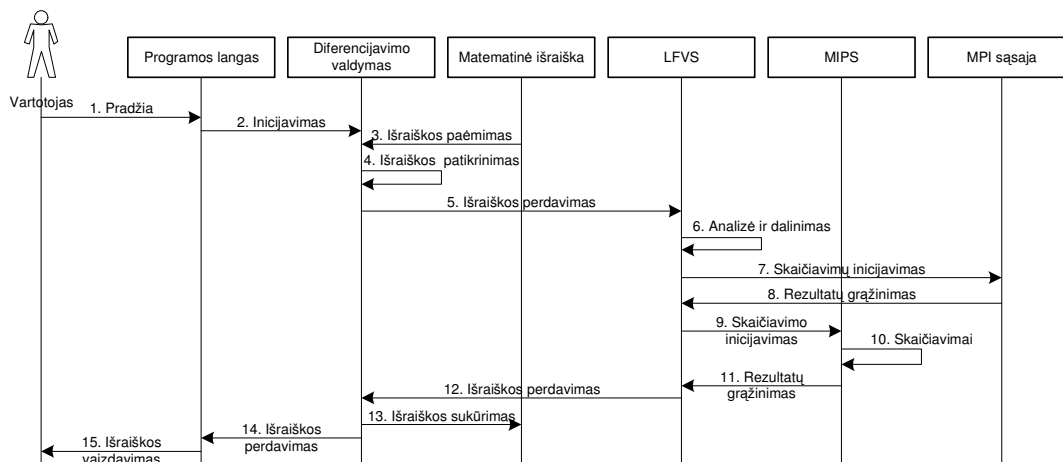 Programos langas
Diferencijavimo
valdymas
Matematinė išraiška
LFVS
MIPS
MPI sąsaja
Vartotojas
1. Pradžia
2. Inicijavimas
3. Išraiškos paėmimas
4. Išraiškos patikrinimas
5. Išraiškos perdavimas
6. Analizė ir dalinimas
7. Skaičiavimų inicijavimas
8. Rezultatų grąžinimas
9. Skaičiavimo
inicijavimas
10. Skaičiavimai
11. Rezultatų
grąžinimas
12. Išraiškos perdavimas
13. Išraiškos sukūrimas
14. Išraiškos
perdavimas
15. Išraiškos
vaizdavimas